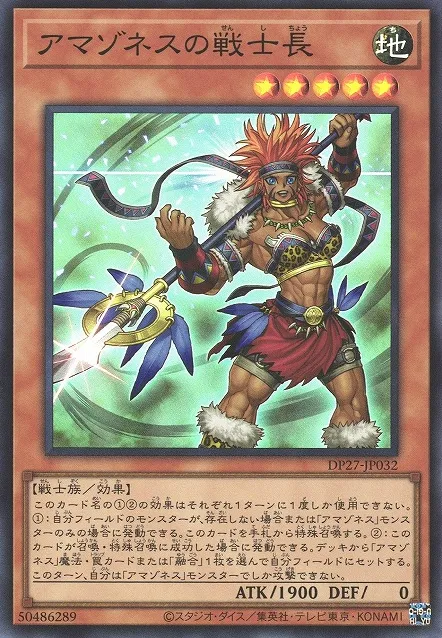 アマゾネスの戦士長
地
DP27-JP032
【戦士族／効果】
このカード名の①②の効果はそれぞれ１ターンに１度しか使用できない。
①：自分フィールドのモンスターが、存在しない場合または「アマゾネス」モンス
ターのみの場合に発動できる。このカードを手札から特殊召喚する。②：こ
のカードが召喚・特殊召喚に成功した場合に発動できる。デッキから「アマゾ
ネス」魔法・罠カードまたは「融合」１枚を選んで自分フィールドにセットする。
このターン、自分は「アマゾネス」モンスターでしか攻撃できない。
ATK/1900 DEF/ 0
50486289
©スタジオ・ダイス／集英社・テレビ東京・KONAMI